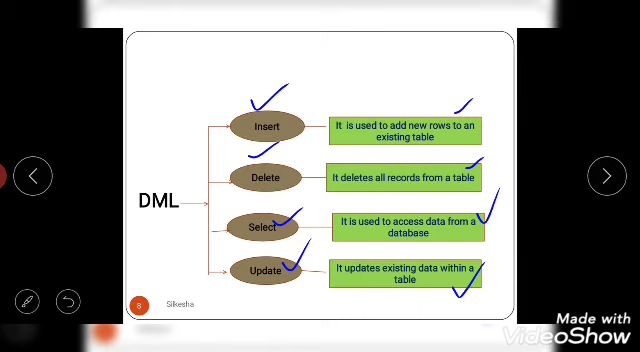 Insert
It is used to add new rows to an
existing table
Delete
It deletes all records from a table
DML
Select
It is used to access data from a
database
Update
It updates existing data within a
table
8
Silkesha
Made with
VideoShow